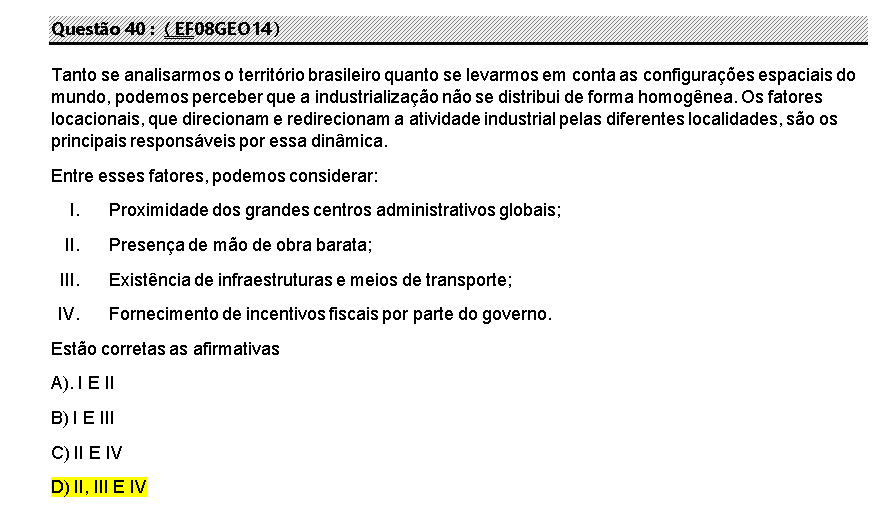 Questão 40 : ( EF08GEO14)
Tanto se analisarmos o território brasileiro quanto se levarmos em conta as configurações espaciais do
mundo, podemos perceber que a industrialização não se distribui de forma homogênea. Os fatores
locacionais, que direcionam e redirecionam a atividade industrial pelas diferentes localidades, são os
principais responsáveis por essa dinâmica.
Entre esses fatores, podemos considerar:
I. Proximidade dos grandes centros administrativos globais;
II. Presença de mão de obra barata;
III. Existência de infraestruturas e meios de transporte;
IV. Fornecimento de incentivos fiscais por parte do governo.
Estão corretas as afirmativas
A). I E II
B) I E III
C) II E IV
D) II, III E IV